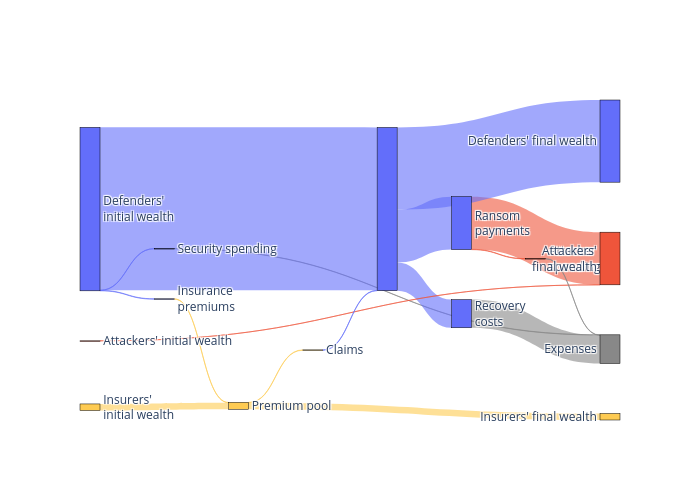 Defenders' final wealth
Defenders'
initial wealth
Ransom
payments
Security spending
Attackers'
final wealth
Insurance
premiums
Recovery
costs
Attackers' initial wealth
Claims
Expenses
Insurers'
initial wealth
Premium pool
Insurers' final wealth